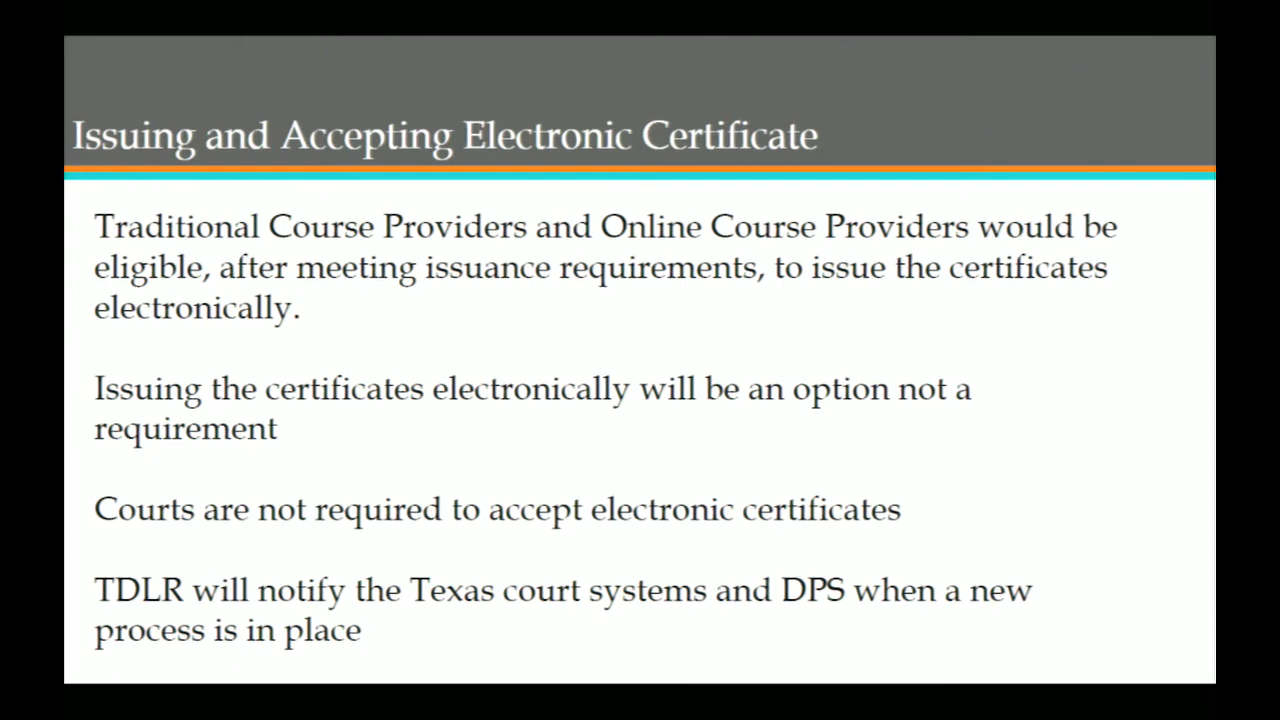 Issuing and Accepting Electronic Certificate
Traditional Course Providers and Online Course Providers would be
eligible, after meeting issuance requirements, to issue the certificates
electronically.
Issuing the certificates electronically will be an option not a
requirement
Courts are not required to accept electronic certificates
TDLR will notify the Texas court systems and DPS when a new
process is in place